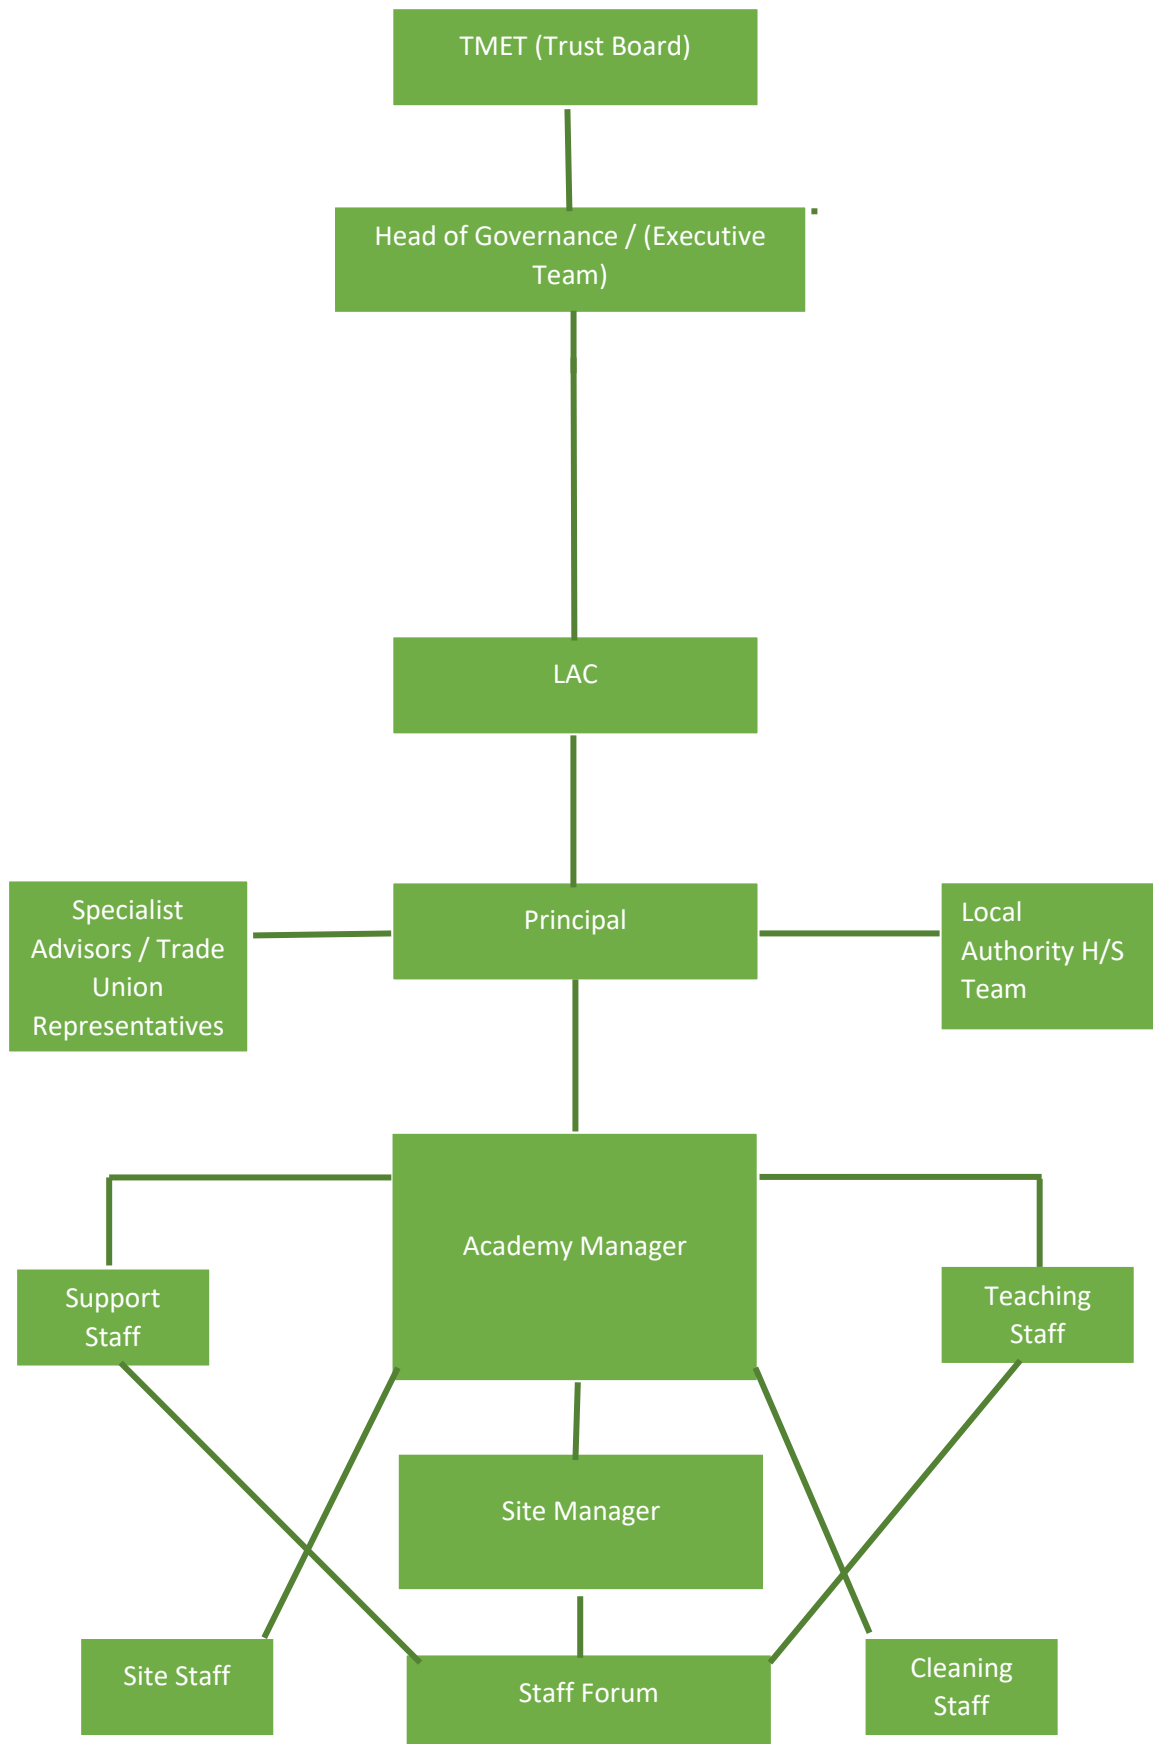 TMET (Trust Board)
Head of Governance / (Executive
Team)
LAC
Specialist
Advisors / Trade
Union
Representatives
Principal
Local
Authority H/S
Team
Academy Manager
Support
Staff
Teaching
Staff
Site Manager
Site Staff
Staff Forum
Cleaning
Staff